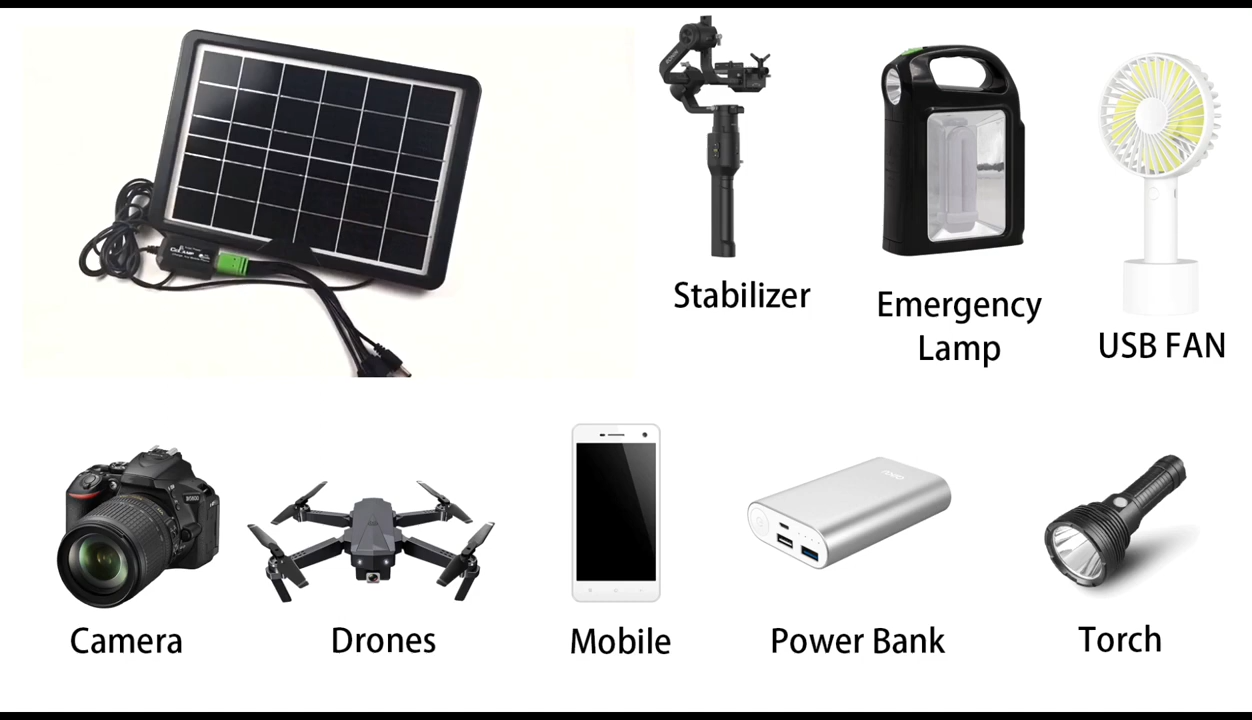 Stabilizer
Emergency
Lamp
USB FAN
Camera
Drones
Mobile
Power Bank
Torch